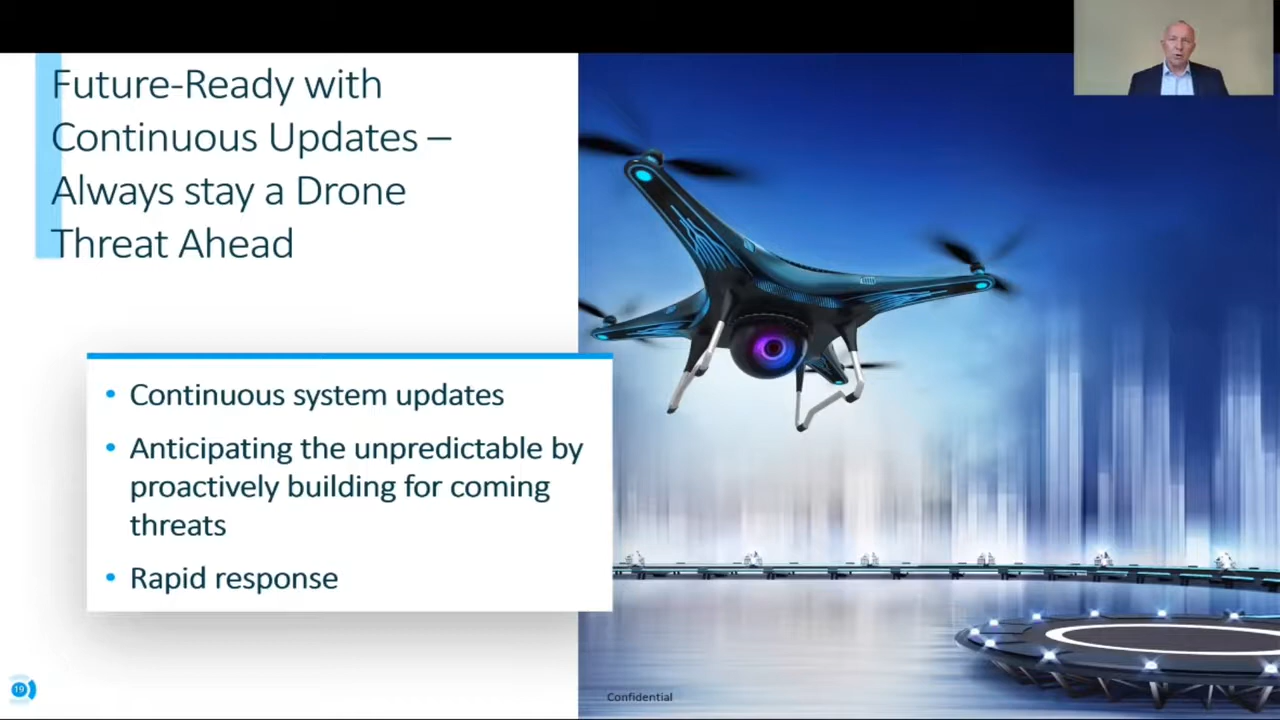 Future-Ready with
Continuous Updates –
Always stay a Drone
Threat Ahead
• Continuous system updates
• Anticipating the unpredictable by
proactively building for coming
threats
• Rapid response
19
Confidential